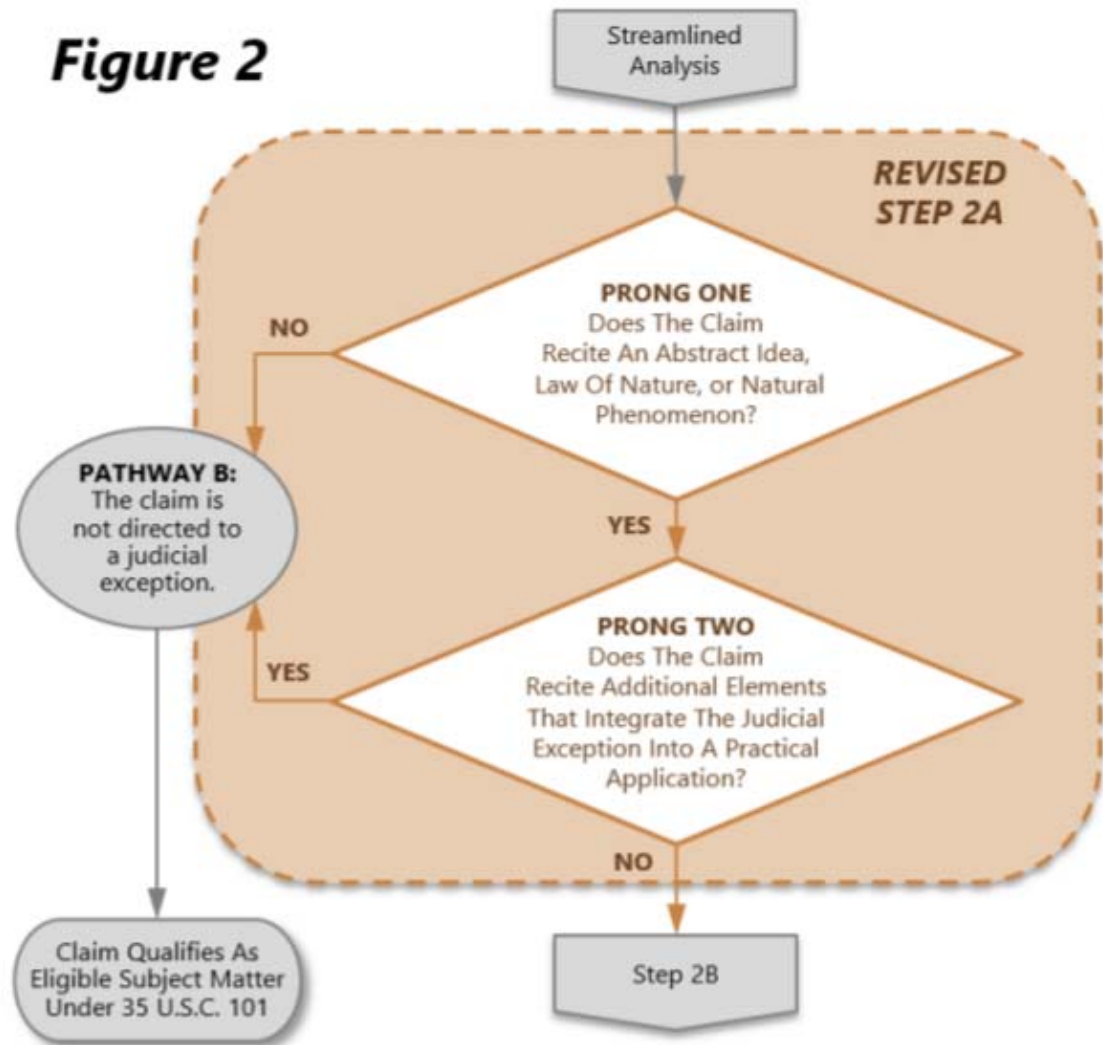 Figure 2
Streamlined
Analysis
REVISED
STEP 2A
PRONG ONE
Does The Claim
Recite An Abstract Idea,
Law Of Nature, or Natural
Phenomenon?
NO
PATHWAY B:
The claim is
not directed to
a judicial
exception.
YES
PRONG TWO
Does The Claim
Recite Additional Elements
That Integrate The Judicial
Exception Into A Practical
Application?
YES
NO
Claim Qualifies As
Eligible Subject Matter
Under 35 U.S.C. 101
Step 2B